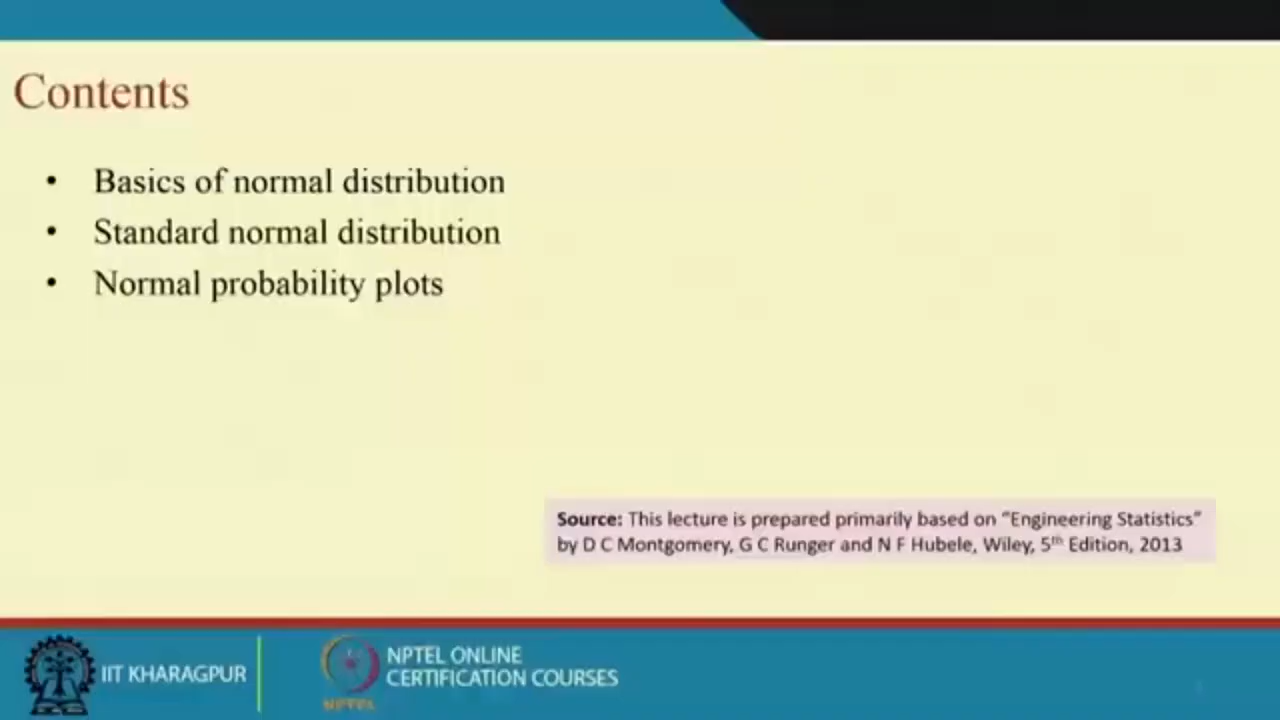 Contents
• Basics of normal distribution
• Standard normal distribution
• Normal probability plots
Source: This lecture is prepared primarily based on “Engineering Statistics”
by D C Montgomery, G C Runger and N F Hubele, Wiley, 5th Edition, 2013
IIT KHARAGPUR
NPTEL ONLINE
CERTIFICATION COURSES
NPTEL